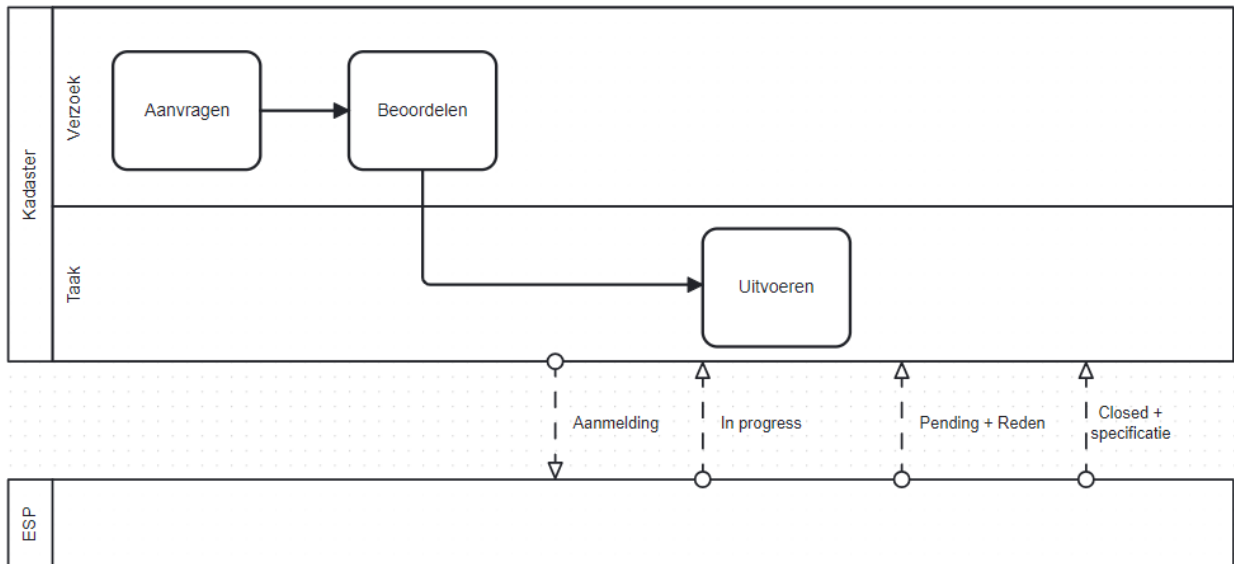 Kadaster
Verzoek
Aanvragen
Beoordelen
Taak
Uitvoeren
Aanmelding
In progress
Pending + Reden
Closed +
specificatie
ESP